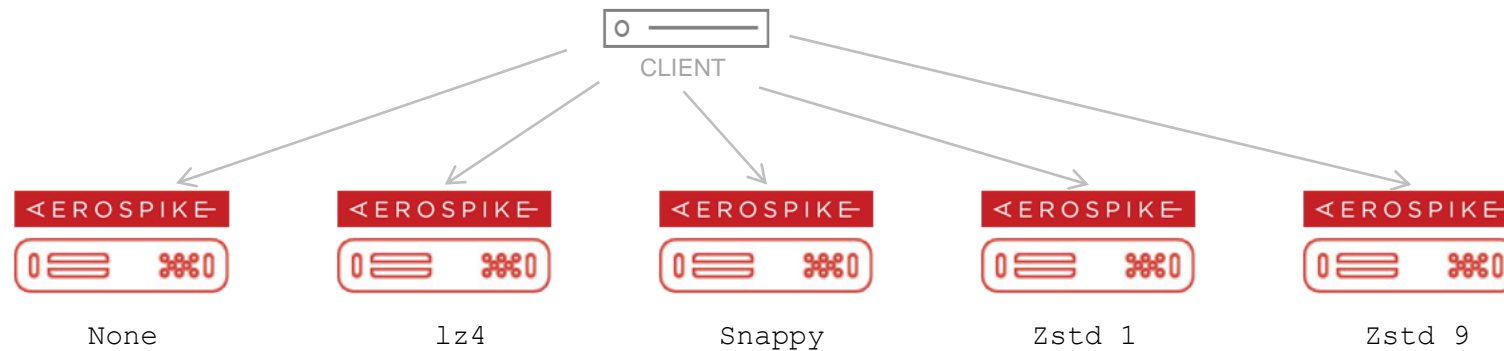 CLIENT
AEROSPIKE AEROSPIKE AEROSPIKE AEROSPIKE AEROSPIKE
None lz4 Snappy Zstd 1 Zstd 9